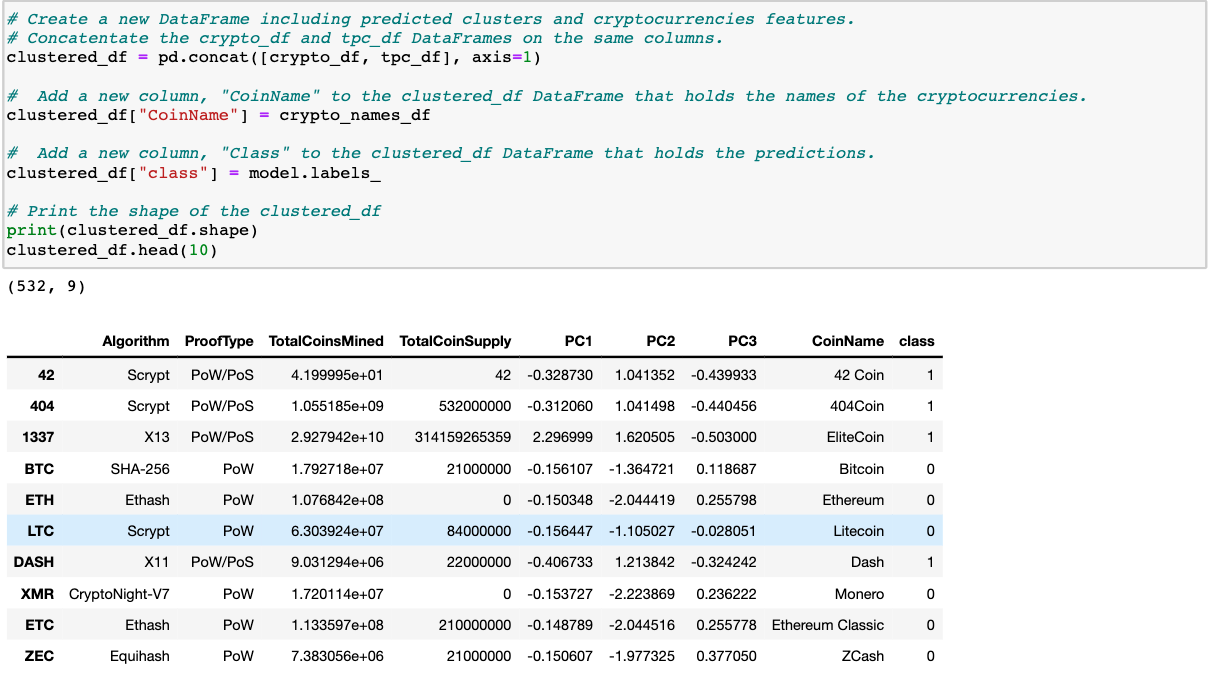 # Create a new DataFrame including predicted clusters and cryptocurrencies features.
# Concatentate the crypto_df and tpc_df DataFrames on the same columns.
clustered_df = pd.concat([crypto_df, tpc_df], axis=1)
#  Add a new column, "CoinName" to the clustered_df DataFrame that holds the names of the cryptocurrencies.
clustered_df["CoinName"] = crypto_names_df
#  Add a new column, "Class" to the clustered_df DataFrame that holds the predictions.
clustered_df["class"] = model.labels_
# Print the shape of the clustered_df
print(clustered_df.shape)
clustered_df.head(10)
(532, 9)
Algorithm ProofType TotalCoinsMined TotalCoinSupply PC1 PC2 PC3 CoinName class
42 Scrypt PoW/PoS 4.199995e+01 42 -0.328730 1.041352 -0.439933 42 Coin 1
404 Scrypt PoW/PoS 1.055185e+09 532000000 -0.312060 1.041498 -0.440456 404Coin 1
1337 X13 PoW/PoS 2.927942e+10 314159265359 2.296999 1.620505 -0.503000 EliteCoin 1
BTC SHA-256 PoW 1.792718e+07 21000000 -0.156107 -1.364721 0.118687 Bitcoin 0
ETH Ethash PoW 1.076842e+08 0 -0.150348 -2.044419 0.255798 Ethereum 0
LTC Scrypt PoW 6.303924e+07 84000000 -0.156447 -1.105027 -0.028051 Litecoin 0
DASH X11 PoW/PoS 9.031294e+06 22000000 -0.406733 1.213842 -0.324242 Dash 1
XMR CryptoNight-V7 PoW 1.720114e+07 0 -0.153727 -2.223869 0.236222 Monero 0
ETC Ethash PoW 1.133597e+08 210000000 -0.148789 -2.044516 0.255778 Ethereum Classic 0
ZEC Equihash PoW 7.383056e+06 21000000 -0.150607 -1.977325 0.377050 ZCash 0